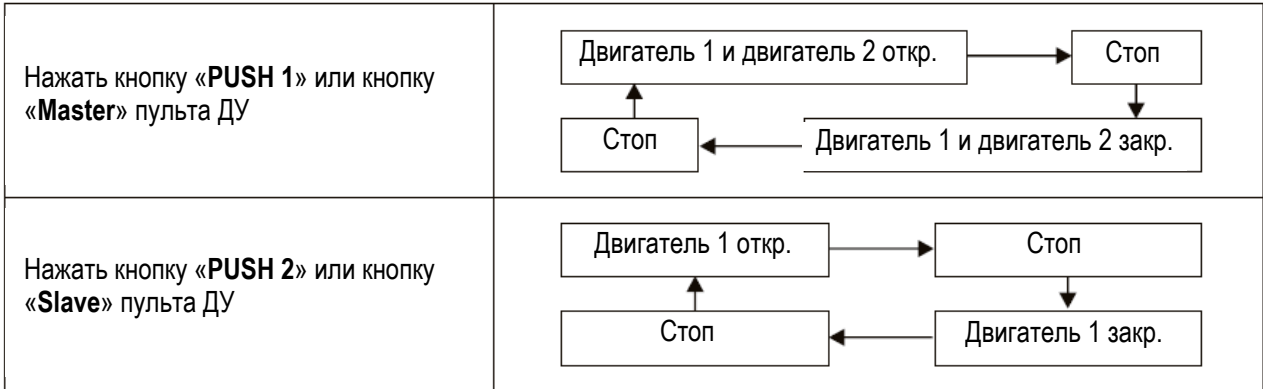 Нажать кнопку «PUSH 1» или кнопку
«Master» пульта ДУ
Двигатель 1 и двигатель 2 откр.
Стоп
Стоп
Двигатель 1 и двигатель 2 закр.
Нажать кнопку «PUSH 2» или кнопку
«Slave» пульта ДУ
Двигатель 1 откр.
Стоп
Стоп
Двигатель 1 закр.